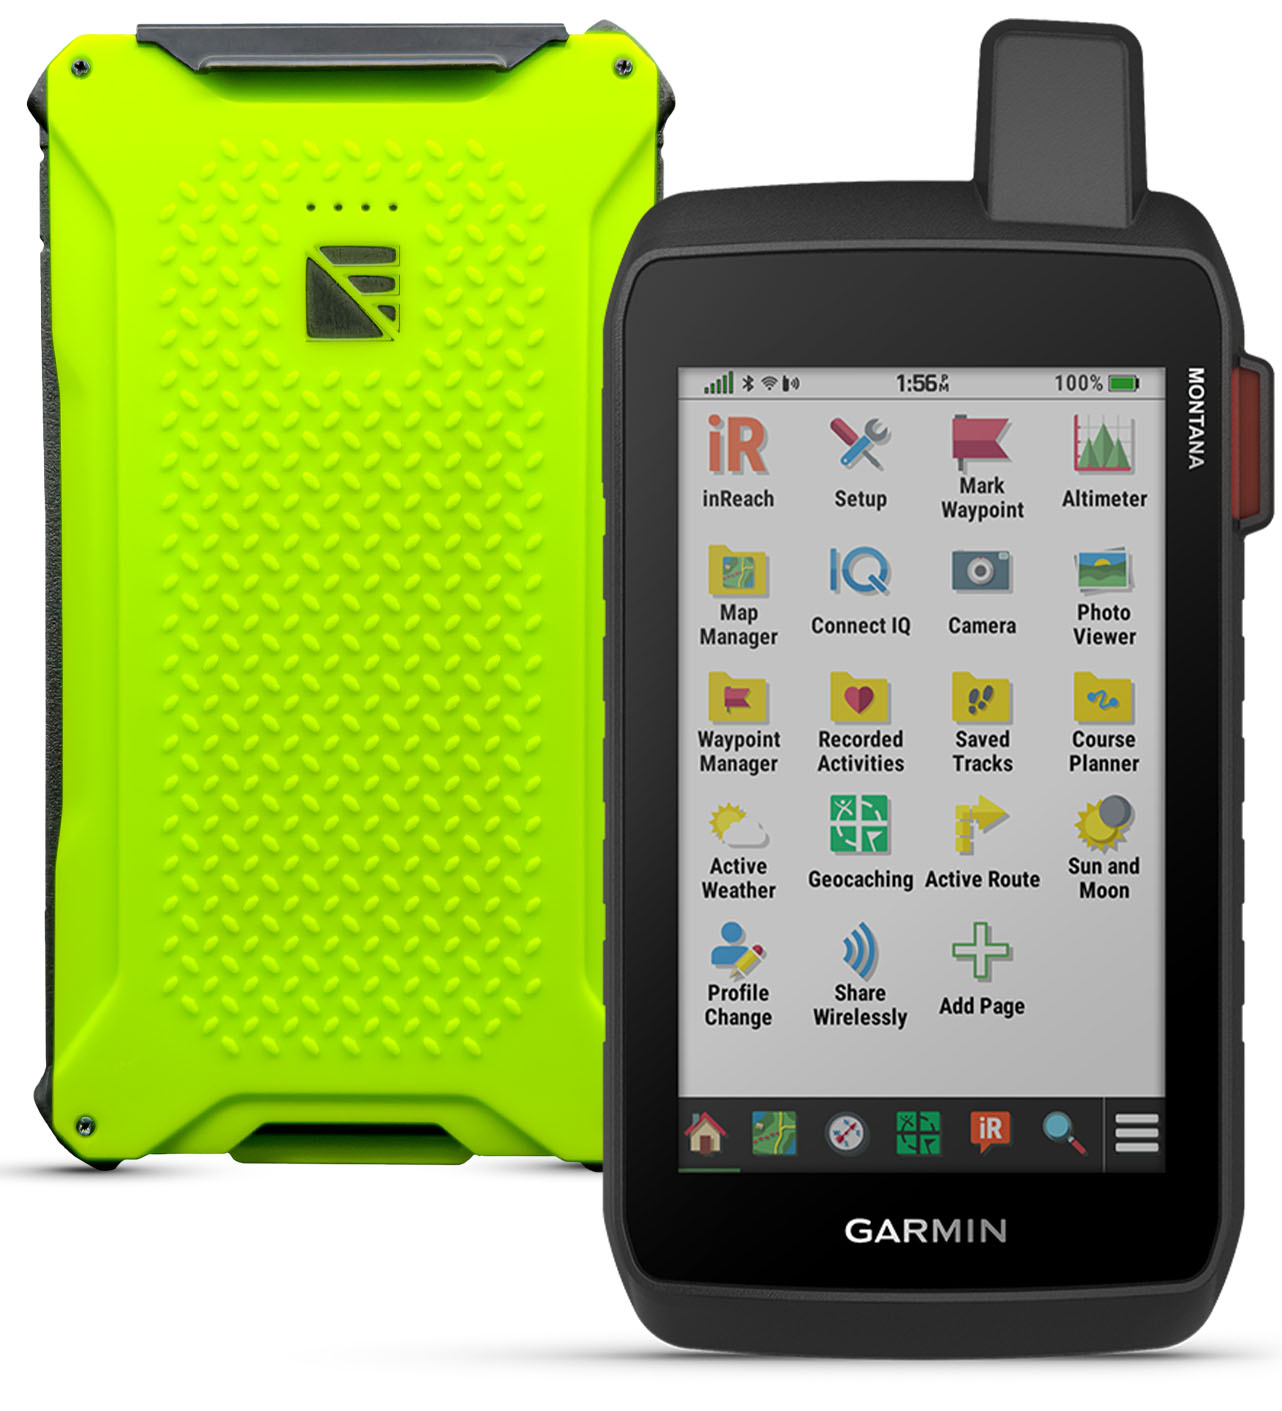 1:56 PM
100%
iR
inReach
Setup
Mark
Waypoint
Altimeter
Map
Manager
IQ
Connect IQ
Camera
Photo
Viewer
Waypoint
Manager
Recorded
Activities
Saved
Tracks
Course
Planner
Active
Weather
Geocaching
Active Route
Sun and
Moon
Profile
Change
Share
Wirelessly
Add Page
iR
GARMIN
MONTANA